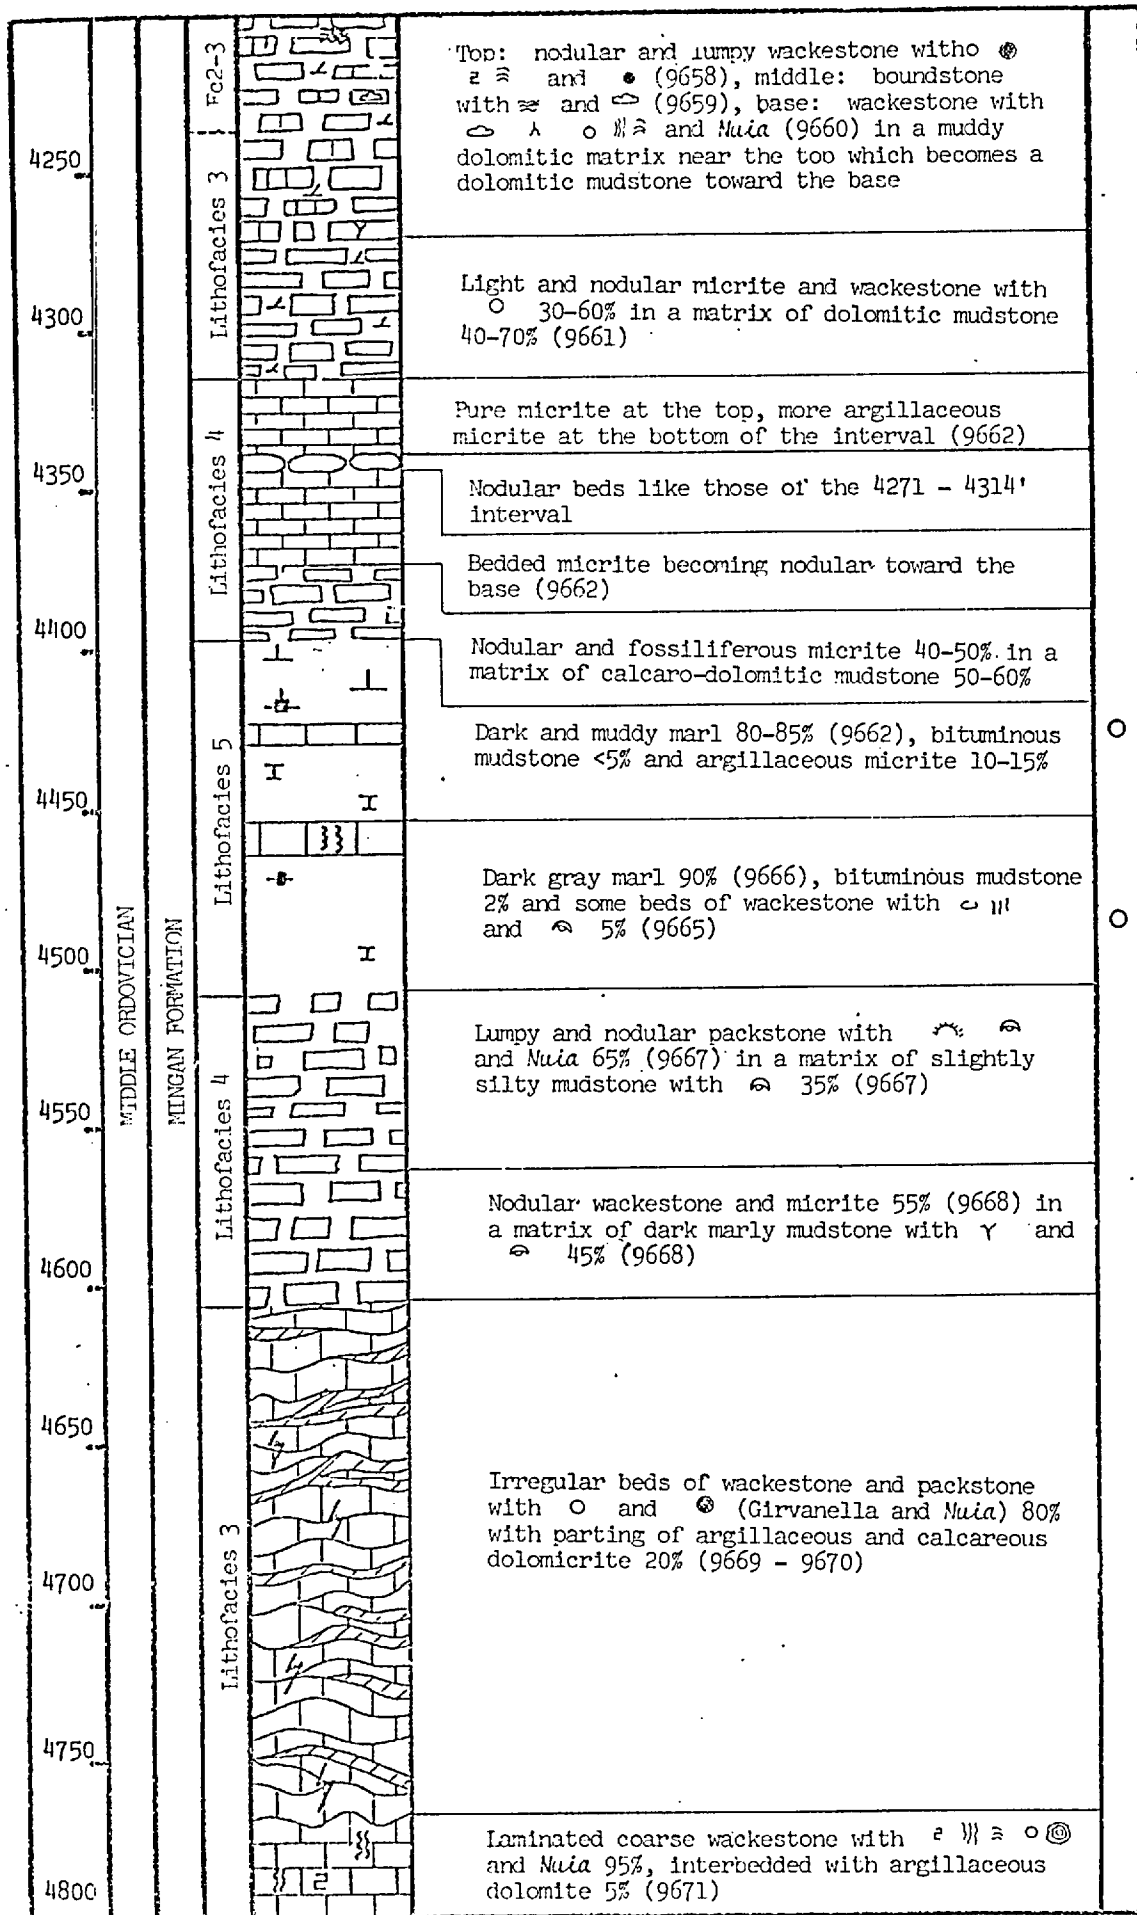 4250
4300
4350
4400
4450
4500
4550
4600
4650
4700
4750
4800
MIDDLE ORDOVICIAN
MINGAN FORMATION
Fc2-3
Lithofacies 3
Lithofacies 4
Lithofacies 5
Lithofacies 4
Lithofacies 3
Top: nodular and lumpy wackestone witho
and (9658), middle: boundstone
with and (9659), base: wackestone with
and Nuia (9660) in a muddy
dolomitic matrix near the top which becomes a
dolomitic mudstone toward the base
Light and nodular micrite and wackestone with
30-60% in a matrix of dolomitic mudstone
40-70% (9661)
Pure micrite at the top, more argillaceous
micrite at the bottom of the interval (9662)
Nodular beds like those of the 4271 - 4314'
interval
Bedded micrite becoming nodular toward the
base (9662)
Nodular and fossiliferous micrite 40-50% in a
matrix of calcaro-dolomitic mudstone 50-60%
Dark and muddy marl 80-85% (9662), bituminous
mudstone <5% and argillaceous micrite 10-15%
Dark gray marl 90% (9666), bituminous mudstone
2% and some beds of wackestone with
and 5% (9665)
Lumpy and nodular packstone with
and Nuia 65% (9667) in a matrix of slightly
silty mudstone with 35% (9667)
Nodular wackestone and micrite 55% (9668) in
a matrix of dark marly mudstone with and
45% (9668)
Irregular beds of wackestone and packstone
with and (Girvanella and Nuia) 80%
with parting of argillaceous and calcareous
dolomicrite 20% (9669 - 9670)
Laminated coarse wackestone with
and Nuia 95%, interbedded with argillaceous
dolomite 5% (9671)